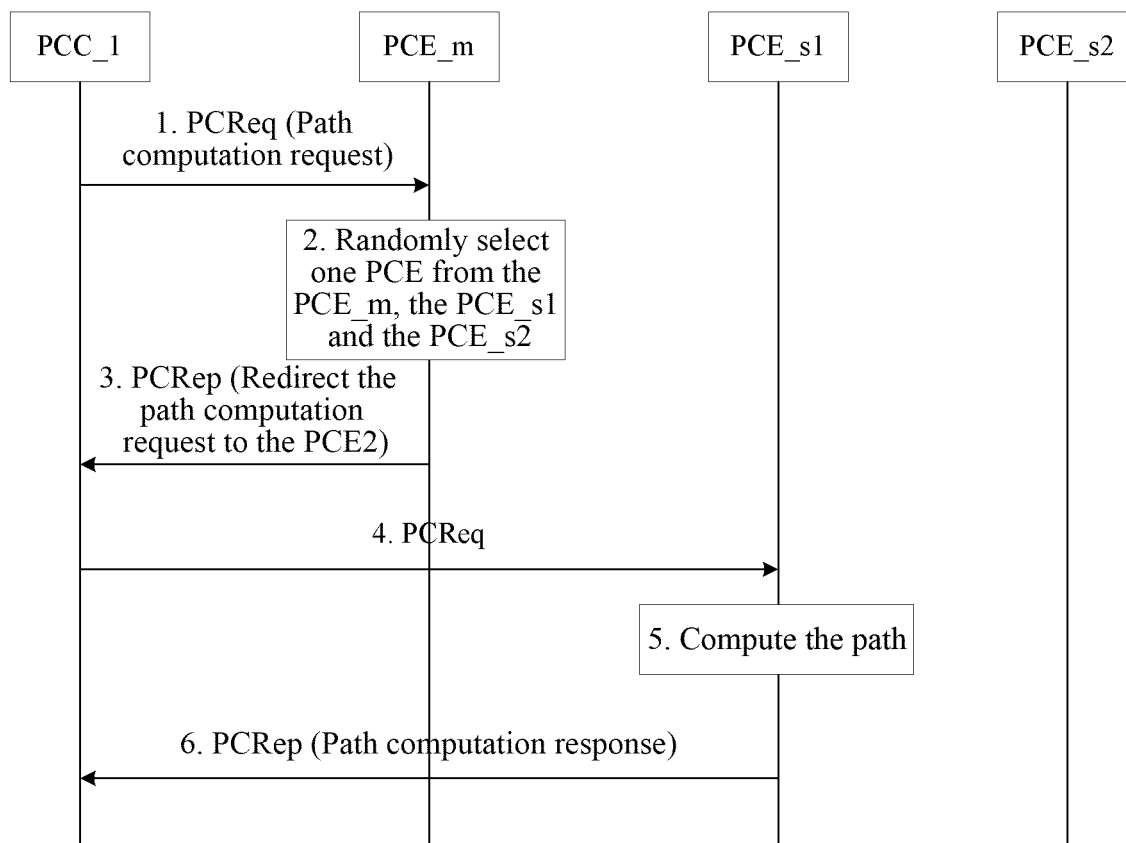 PCC_1
PCE_m
PCE_s1
PCE_s2
1. PCReq (Path
computation request)
2. Randomly select
one PCE from the
PCE_m, the PCE_s1
and the PCE_s2
3. PCRep (Redirect the
path computation
request to the PCE2)
4. PCReq
5. Compute the path
6. PCRep (Path computation response)